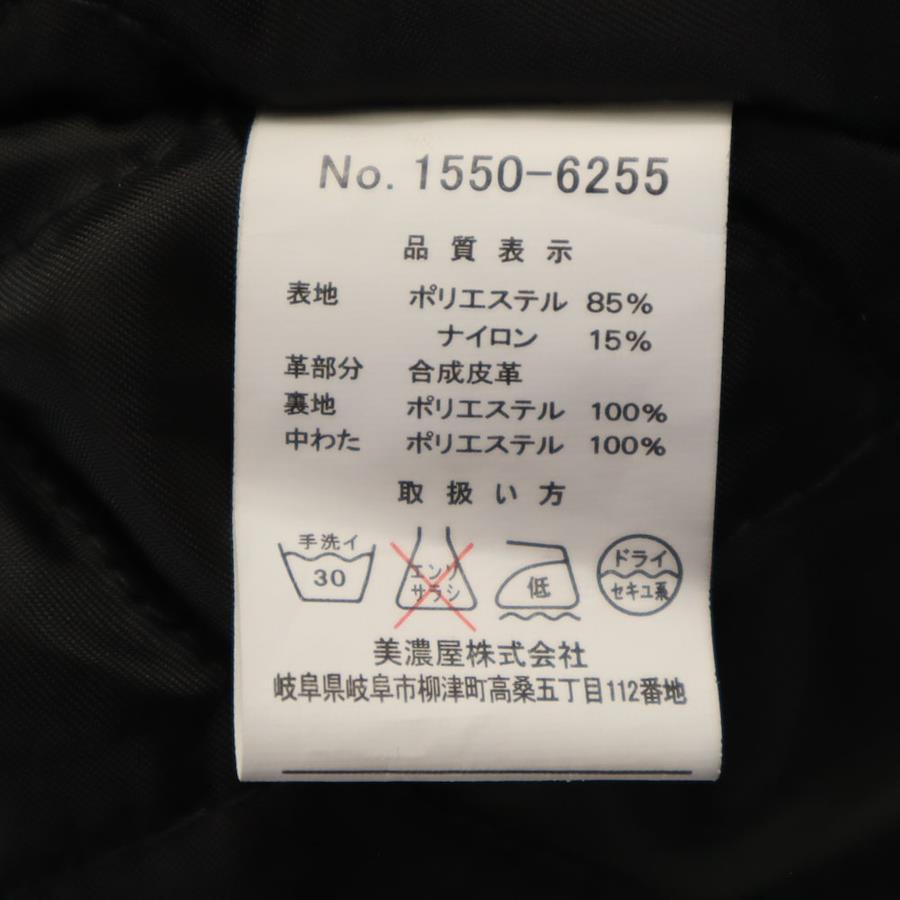 No. 1550-6255
品質表示
表地 ポリエステル 85%
ナイロン 15%
革部分 合成皮革
裏地 ポリエステル 100%
中わた ポリエステル 100%
取扱い方
手洗イ 30
エンソサラシ
低
ドライ セキユ系
美濃屋株式会社
岐阜県岐阜市柳津町高桑五丁目112番地